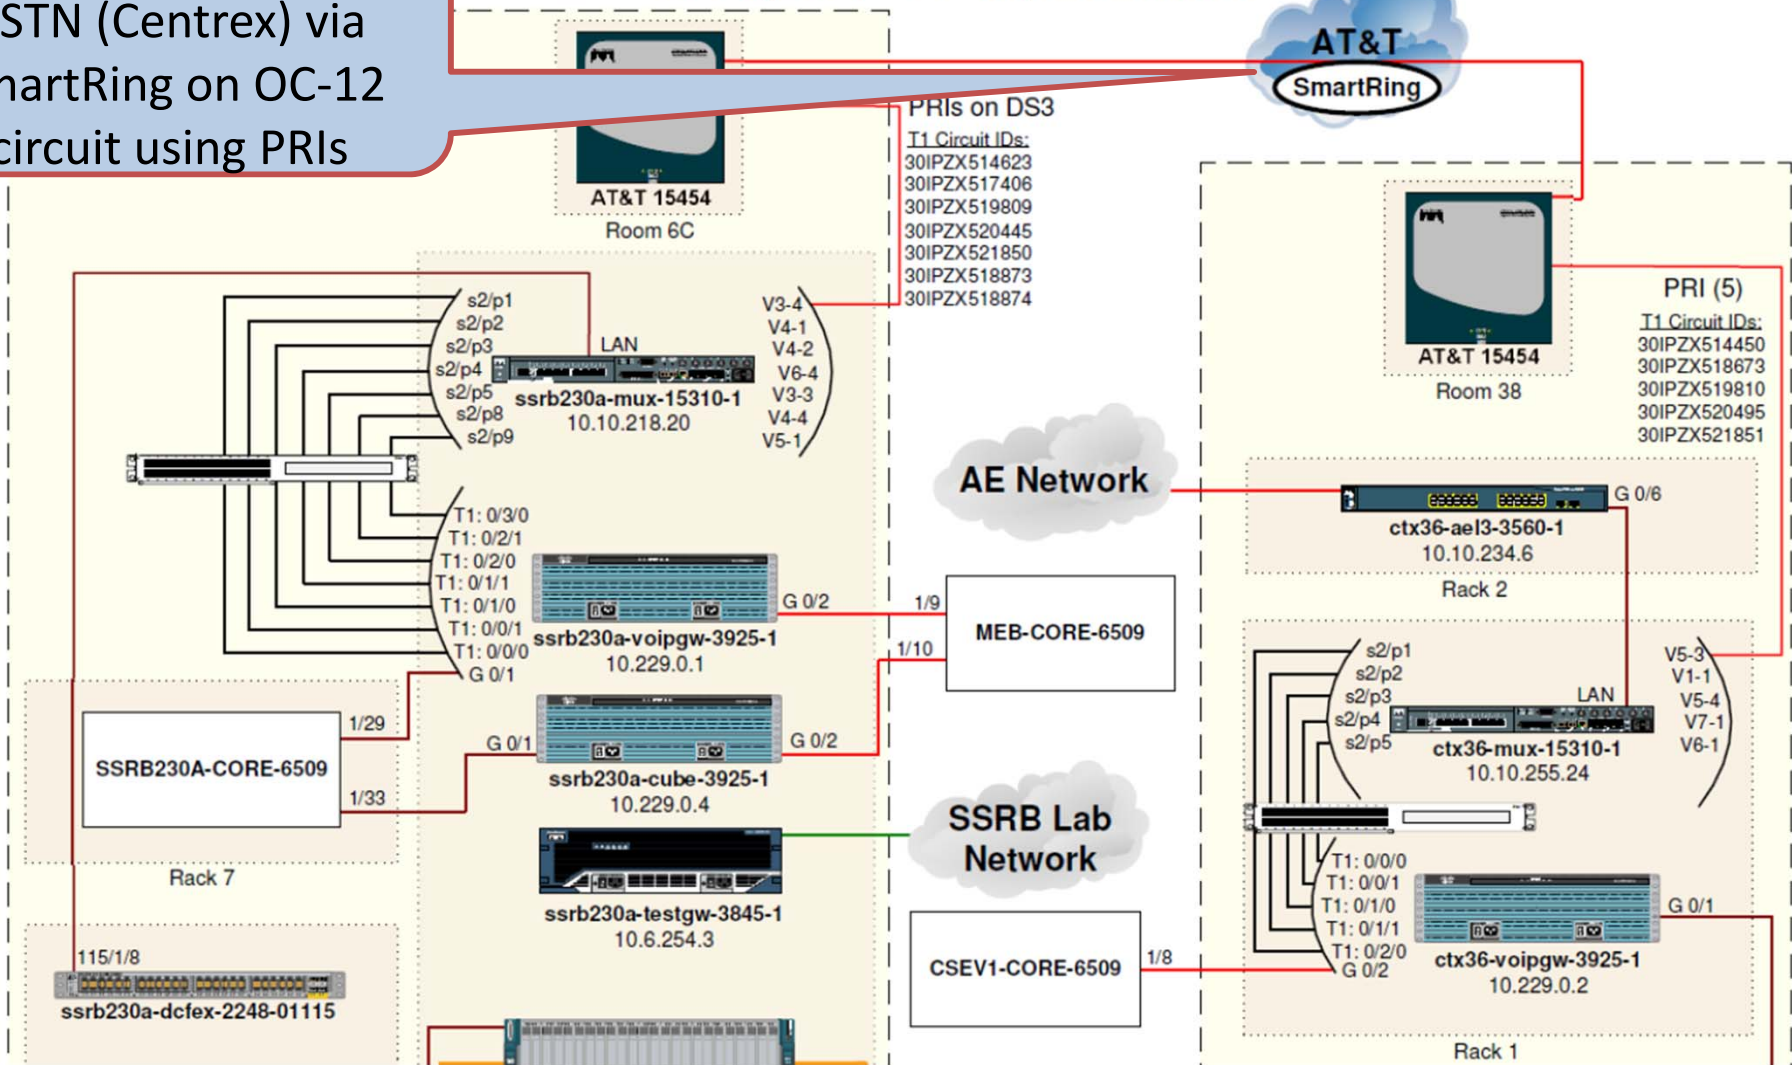 STN (Centrex) via
martRing on OC-12
circuit using PRIs
AT&T
SmartRing
AT&T 15454
Room 6C
PRIs on DS3
T1 Circuit IDs:
30IPZX514623
30IPZX517406
30IPZX519809
30IPZX520445
30IPZX521850
30IPZX518873
30IPZX518874
s2/p1
s2/p2
s2/p3
s2/p4
s2/p5
s2/p8
s2/p9
LAN
V3-4
V4-1
V4-2
V6-4
V3-3
V4-4
V5-1
ssrb230a-mux-15310-1
10.10.218.20
T1: 0/3/0
T1: 0/2/1
T1: 0/2/0
T1: 0/1/1
T1: 0/1/0
T1: 0/0/1
T1: 0/0/0
G 0/1
G 0/2
ssrb230a-voipgw-3925-1
10.229.0.1
1/9
1/10
MEB-CORE-6509
SSRB230A-CORE-6509
1/29
1/33
Rack 7
G 0/1
G 0/2
ssrb230a-cube-3925-1
10.229.0.4
SSRB Lab
Network
ssrb230a-testgw-3845-1
10.6.254.3
115/1/8
ssrb230a-dcfex-2248-01115
AE Network
CSEV1-CORE-6509
1/8
AT&T 15454
Room 38
PRI (5)
T1 Circuit IDs:
30IPZX514450
30IPZX518673
30IPZX519810
30IPZX520495
30IPZX521851
G 0/6
ctx36-ael3-3560-1
10.10.234.6
Rack 2
s2/p1
s2/p2
s2/p3
s2/p4
s2/p5
LAN
V5-3
V1-1
V5-4
V7-1
V6-1
ctx36-mux-15310-1
10.10.255.24
T1: 0/0/0
T1: 0/0/1
T1: 0/1/0
T1: 0/1/1
T1: 0/2/0
G 0/2
G 0/1
ctx36-voipgw-3925-1
10.229.0.2
Rack 1